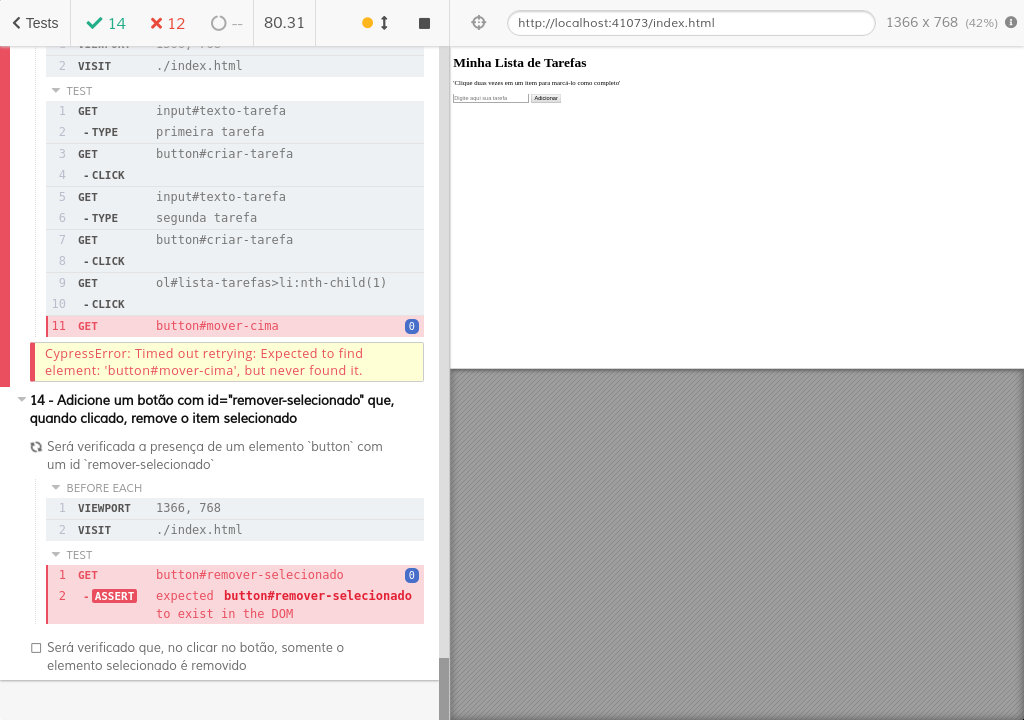 Tests 14 12 -- 80.31
http://localhost:41073/index.html 1366 x 768 (42%)
VIEWPORT 1366, 768
2 VISIT ./index.html
TEST
1 GET input#texto-tarefa
2 - TYPE primeira tarefa
3 GET button#criar-tarefa
4 - CLICK
5 GET input#texto-tarefa
6 - TYPE segunda tarefa
7 GET button#criar-tarefa
8 - CLICK
9 GET ol#lista-tarefas>li:nth-child(1)
10 - CLICK
11 GET button#mover-cima 0
CypressError: Timed out retrying: Expected to find
element: 'button#mover-cima', but never found it.
14 - Adicione um botão com id="remover-selecionado" que,
quando clicado, remove o item selecionado
Será verificada a presença de um elemento `button` com
um id `remover-selecionado`
BEFORE EACH
1 VIEWPORT 1366, 768
2 VISIT ./index.html
TEST
1 GET button#remover-selecionado 0
2 - ASSERT expected button#remover-selecionado
to exist in the DOM
Será verificado que, no clicar no botão, somente o
elemento selecionado é removido
Minha Lista de Tarefas
'Clique duas vezes em um item para marcá-lo como completo'
Digite aqui sua tarefa Adicionar